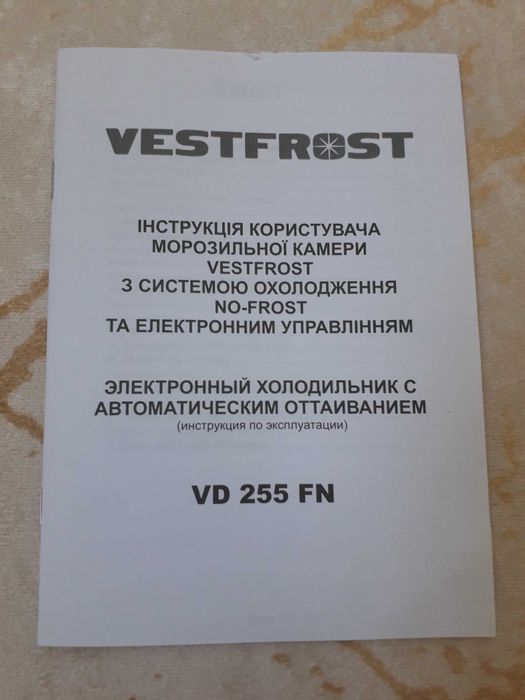 VESTFROST
ІНСТРУКЦІЯ КОРИСТУВАЧА
МОРОЗИЛЬНОЇ КАМЕРИ
VESTFROST
З СИСТЕМОЮ ОХОЛОДЖЕННЯ
NO-FROST
ТА ЕЛЕКТРОННИМ УПРАВЛІННЯМ
ЭЛЕКТРОННЫЙ ХОЛОДИЛЬНИК С
АВТОМАТИЧЕСКИМ ОТТАИВАНИЕМ
(инструкция по эксплуатации)
VD 255 FN